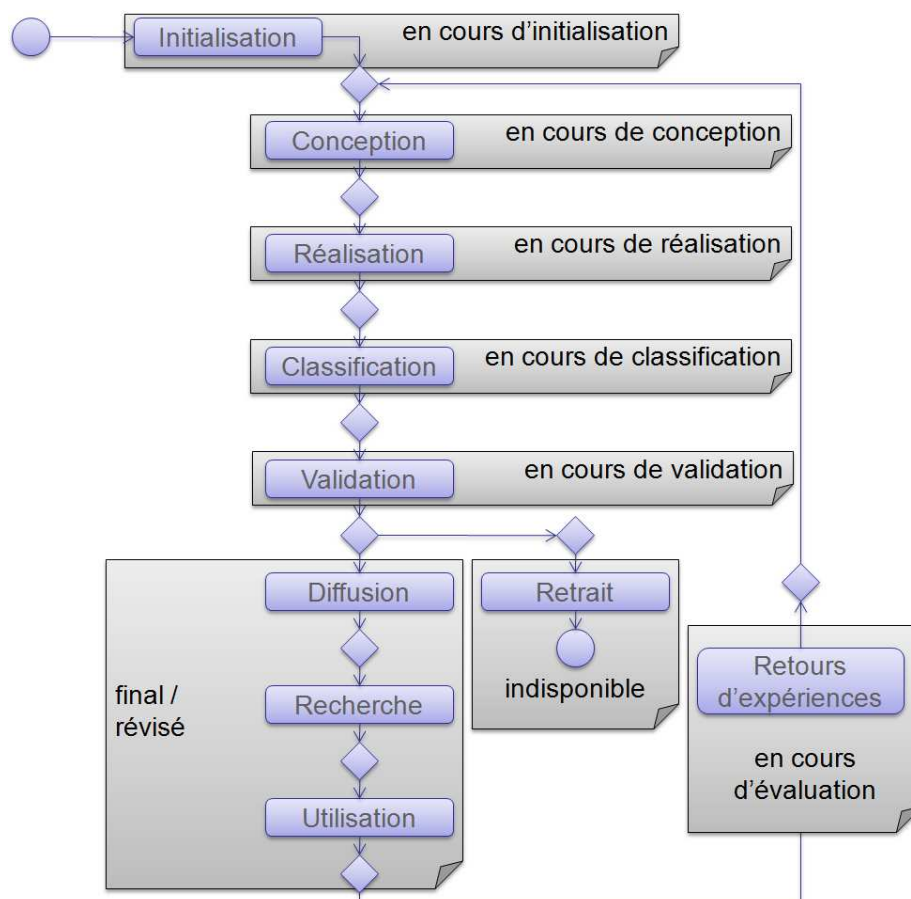 Initialisation
en cours d'initialisation
Conception
en cours de conception
Réalisation
en cours de réalisation
Classification
en cours de classification
Validation
en cours de validation
Diffusion
Retrait
indisponible
Recherche
final /
révisé
Utilisation
Retours
d'expériences
en cours
d'évaluation